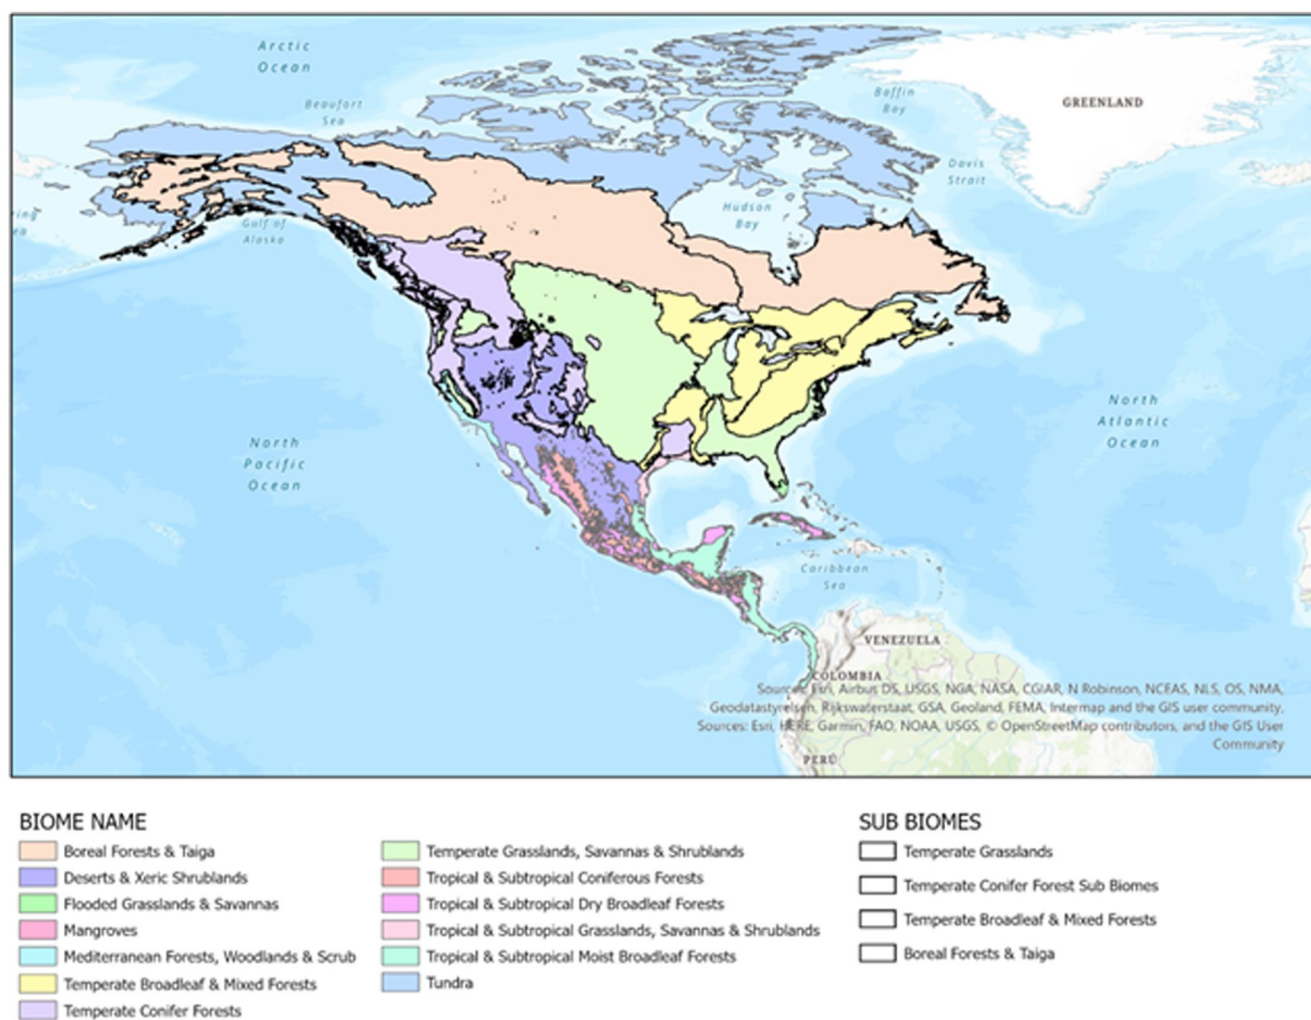 Arctic
Ocean
Beaufort
Sea
Baffin
Bay
GREENLAND
Davis
Strait
ring
ea
Gulf of
Alaska
Hudson
Bay
North
Pacific
Ocean
North
Atlantic
Ocean
Caribbean
Sea
VENEZUELA
COLOMBIA
PERÚ
Sources: Esri, Airbus DS, USGS, NGA, NASA, CGIAR, N Robinson, NCEAS, NLS, OS, NMA,
Geodatastyrelsen, Rijkswaterstaat, GSA, Geoland, FEMA, Intermap and the GIS user community,
Sources: Esri, HERE, Garmin, FAO, NOAA, USGS, © OpenStreetMap contributors, and the GIS User
Community
BIOME NAME
Boreal Forests & Taiga
Deserts & Xeric Shrublands
Flooded Grasslands & Savannas
Mangroves
Mediterranean Forests, Woodlands & Scrub
Temperate Broadleaf & Mixed Forests
Temperate Conifer Forests
Temperate Grasslands, Savannas & Shrublands
Tropical & Subtropical Coniferous Forests
Tropical & Subtropical Dry Broadleaf Forests
Tropical & Subtropical Grasslands, Savannas & Shrublands
Tropical & Subtropical Moist Broadleaf Forests
Tundra
SUB BIOMES
Temperate Grasslands
Temperate Conifer Forest Sub Biomes
Temperate Broadleaf & Mixed Forests
Boreal Forests & Taiga